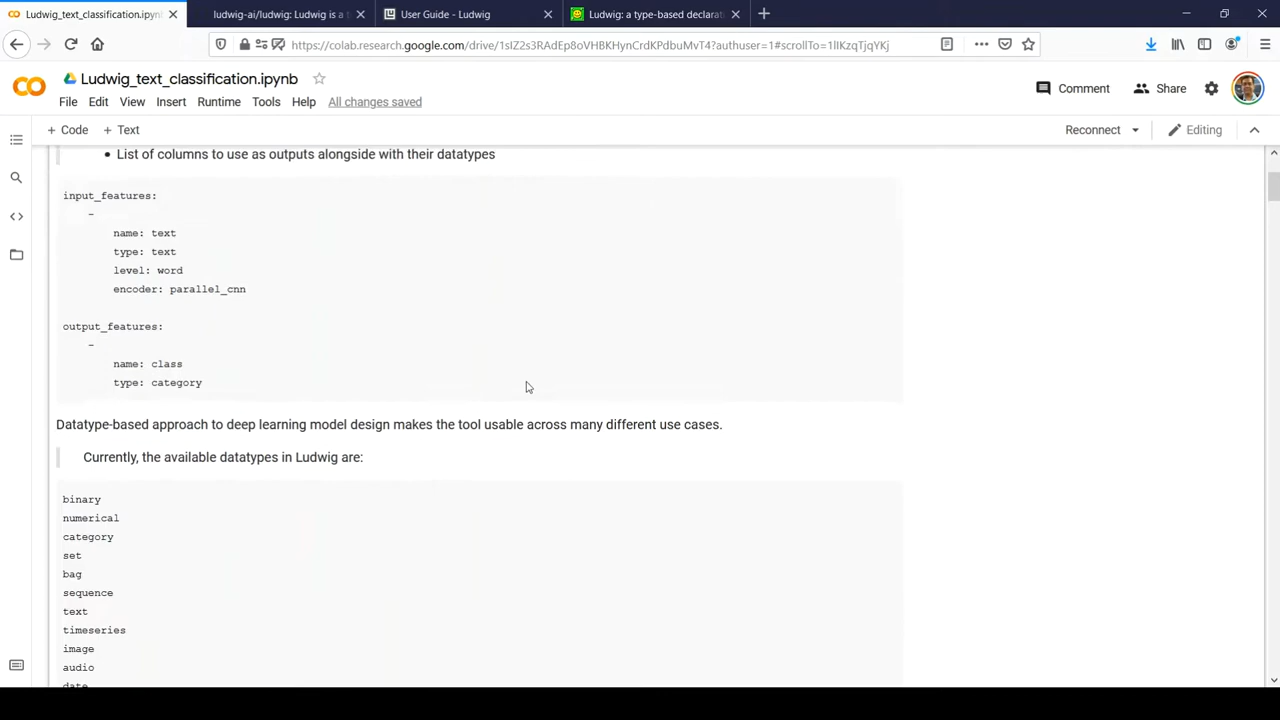 Ludwig_text_classification.ipynb
ludwig-ai/ludwig: Ludwig is a t
User Guide - Ludwig
Ludwig: a type-based declarat
https://colab.research.google.com/drive/1sIZ2s3RAdEp8oVHBKHynCrdKPdbuMvT4?authuser=1#scrollTo=1lIKzqTjqYKj
Ludwig_text_classification.ipynb
File Edit View Insert Runtime Tools Help All changes saved
Comment Share
+ Code + Text
Reconnect Editing
• List of columns to use as outputs alongside with their datatypes
input_features:
-
name: text
type: text
level: word
encoder: parallel_cnn
output_features:
-
name: class
type: category
Datatype-based approach to deep learning model design makes the tool usable across many different use cases.
Currently, the available datatypes in Ludwig are:
binary
numerical
category
set
bag
sequence
text
timeseries
image
audio
date